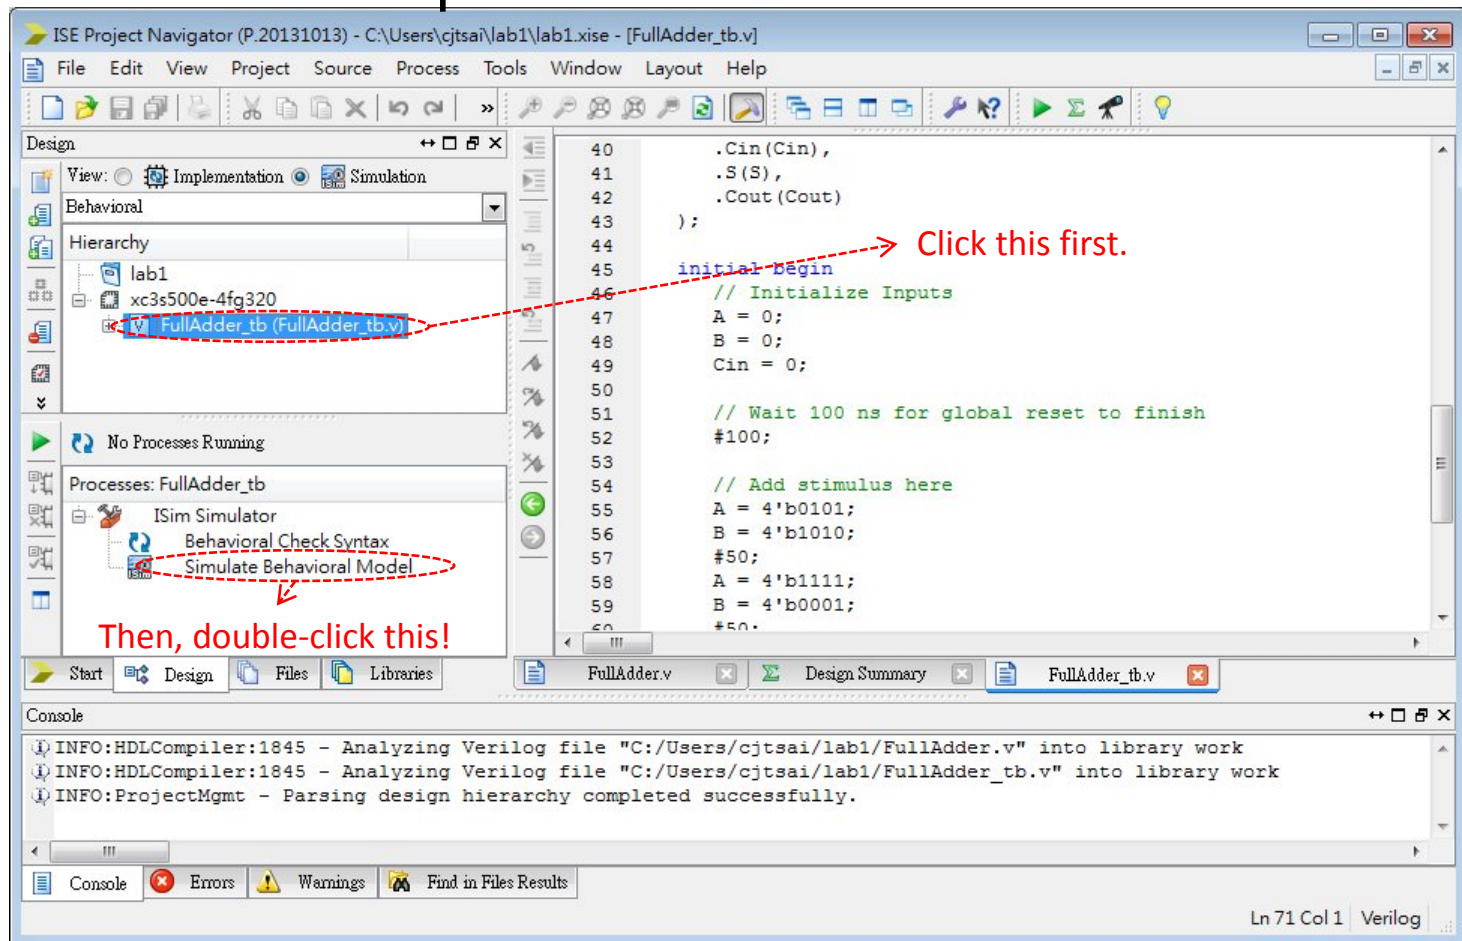 ISE Project Navigator (P.20131013) - C:\Users\cjtsai\lab1\lab1.xise - [FullAdder_tb.v]
File Edit View Project Source Process Tools Window Layout Help
Design
View: Implementation Simulation
Behavioral
Hierarchy
lab1
xc3s500e-4fg320
FullAdder_tb (FullAdder_tb.v)
No Processes Running
Processes: FullAdder_tb
ISim Simulator
Behavioral Check Syntax
Simulate Behavioral Model
Then, double-click this!
Start Design Files Libraries
40 .Cin(Cin),
41 .S(S),
42 .Cout(Cout)
43 );
44
Click this first.
45 initial begin
46 // Initialize Inputs
47 A = 0;
48 B = 0;
49 Cin = 0;
50
51 // Wait 100 ns for global reset to finish
52 #100;
53
54 // Add stimulus here
55 A = 4'b0101;
56 B = 4'b1010;
57 #50;
58 A = 4'b1111;
59 B = 4'b0001;
60 #50;
FullAdder.v Design Summary FullAdder_tb.v
Console
INFO:HDLCompiler:1845 - Analyzing Verilog file "C:/Users/cjtsai/lab1/FullAdder.v" into library work
INFO:HDLCompiler:1845 - Analyzing Verilog file "C:/Users/cjtsai/lab1/FullAdder_tb.v" into library work
INFO:ProjectMgmt - Parsing design hierarchy completed successfully.
Console Errors Warnings Find in Files Results
Ln 71 Col 1 Verilog